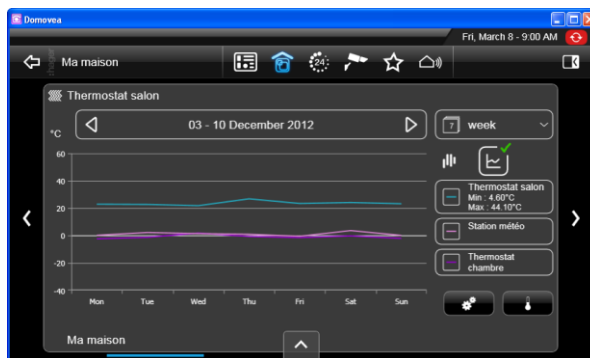 Domovea
Fri, March 8 - 9:00 AM
hager
Ma maison
24
Thermostat salon
°C
03 - 10 December 2012
7
week
60
40
20
0
-20
-40
Mon
Tue
Wed
Thu
Fri
Sat
Sun
Thermostat salon
Min : 4.60°C
Max : 44.10°C
Station météo
Thermostat
chambre
Ma maison